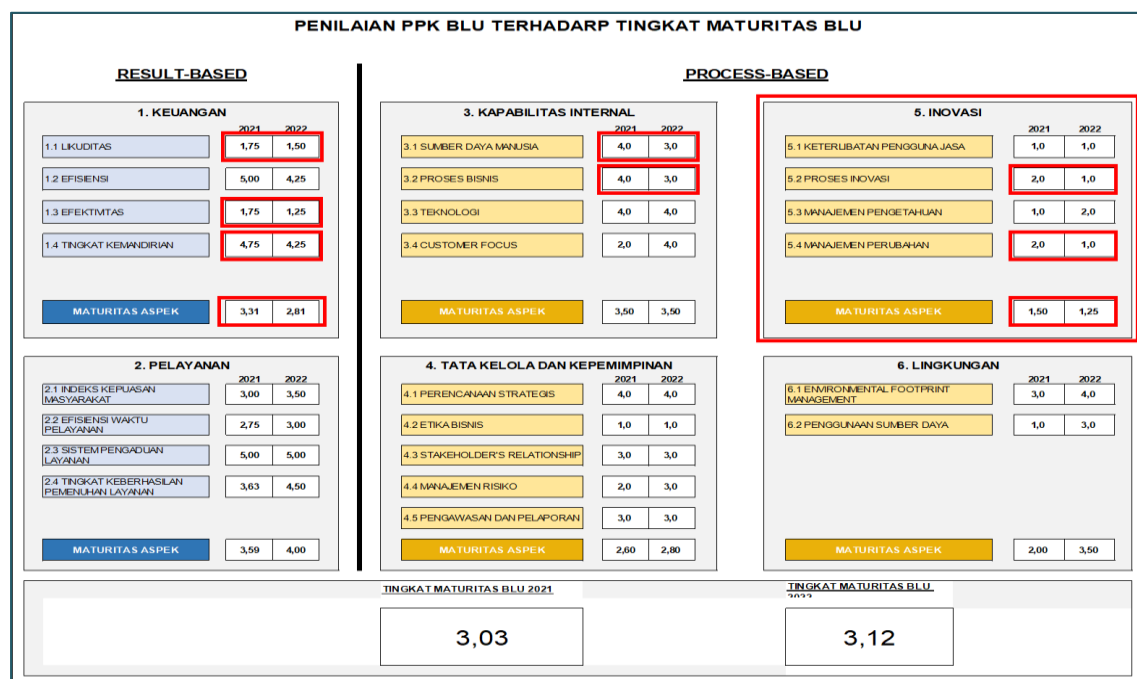 PENILAIAN PPK BLU TERHADARP TINGKAT MATURITAS BLU
RESULT-BASED
PROCESS-BASED
1. KEUANGAN
2021 2022
1.1 LIKUDITAS 1,75 1,50
1.2 EFISIENSI 5,00 4,25
1.3 EFEKTIVITAS 1,75 1,25
1.4 TINGKAT KEMANDIRIAN 4,75 4,25
MATURITAS ASPEK 3,31 2,81
3. KAPABILITAS INTERNAL
2021 2022
3.1 SUMBER DAYA MANUSIA 4,0 3,0
3.2 PROSES BISNIS 4,0 3,0
3.3 TEKNOLOGI 4,0 4,0
3.4 CUSTOMER FOCUS 2,0 4,0
MATURITAS ASPEK 3,50 3,50
5. INOVASI
2021 2022
5.1 KETERLIBATAN PENGGUNA JASA 1,0 1,0
5.2 PROSES INOVASI 2,0 1,0
5.3 MANAJEMEN PENGETAHUAN 1,0 2,0
5.4 MANAJEMEN PERUBAHAN 2,0 1,0
MATURITAS ASPEK 1,50 1,25
2. PELAYANAN
2021 2022
2.1 INDEKS KEPUASAN
MASYARAKAT 3,00 3,50
2.2 EFISIENSI WAKTU
PELAYANAN 2,75 3,00
2.3 SISTEM PENGADUAN
LAYANAN 5,00 5,00
2.4 TINGKAT KEBERHASILAN
PEMENUHAN LAYANAN 3,63 4,50
MATURITAS ASPEK 3,59 4,00
4. TATA KELOLA DAN KEPEMIMPINAN
2021 2022
4.1 PERENCANAAN STRATEGIS 4,0 4,0
4.2 ETIKA BISNIS 1,0 1,0
4.3 STAKEHOLDER'S RELATIONSHIP 3,0 3,0
4.4 MANAJEMEN RISIKO 2,0 3,0
4.5 PENGAWASAN DAN PELAPORAN 3,0 3,0
MATURITAS ASPEK 2,60 2,80
6. LINGKUNGAN
2021 2022
6.1 ENVIRONMENTAL FOOTPRINT
MANAGEMENT 3,0 4,0
6.2 PENGGUNAAN SUMBER DAYA 1,0 3,0
MATURITAS ASPEK 2,00 3,50
TINGKAT MATURITAS BLU 2021
3,03
TINGKAT MATURITAS BLU
2022
3,12